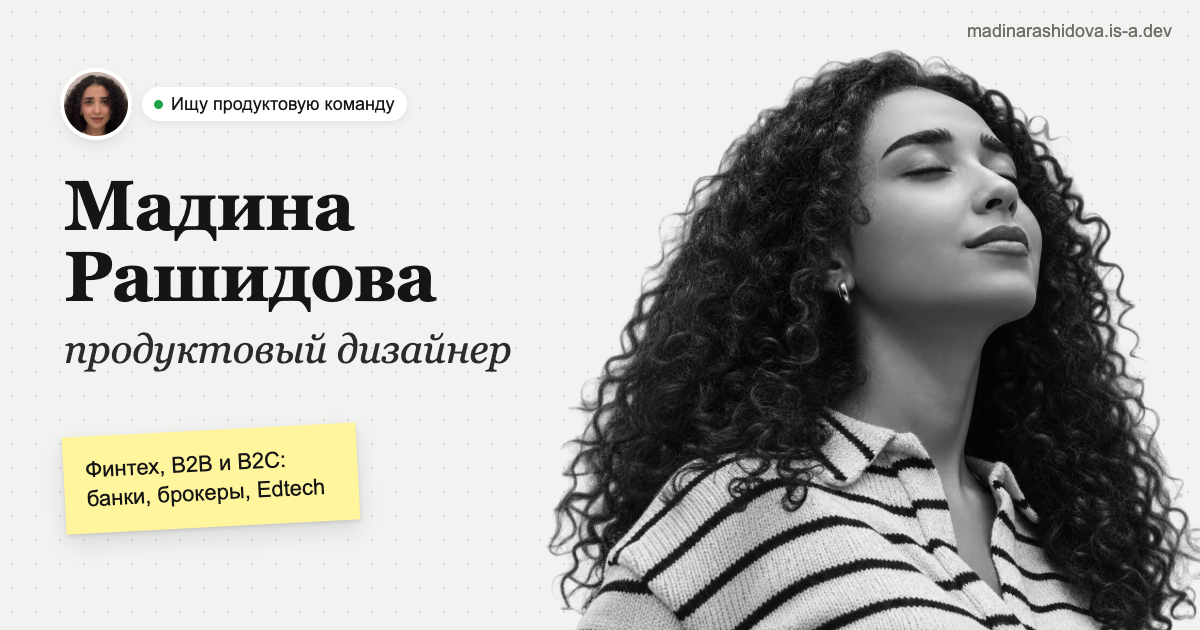 madinarashidova.is-a.dev
Ищу продуктовую команду
Мадина
Рашидова
продуктовый дизайнер
Финтех, B2B и B2C:
банки, брокеры, Edtech